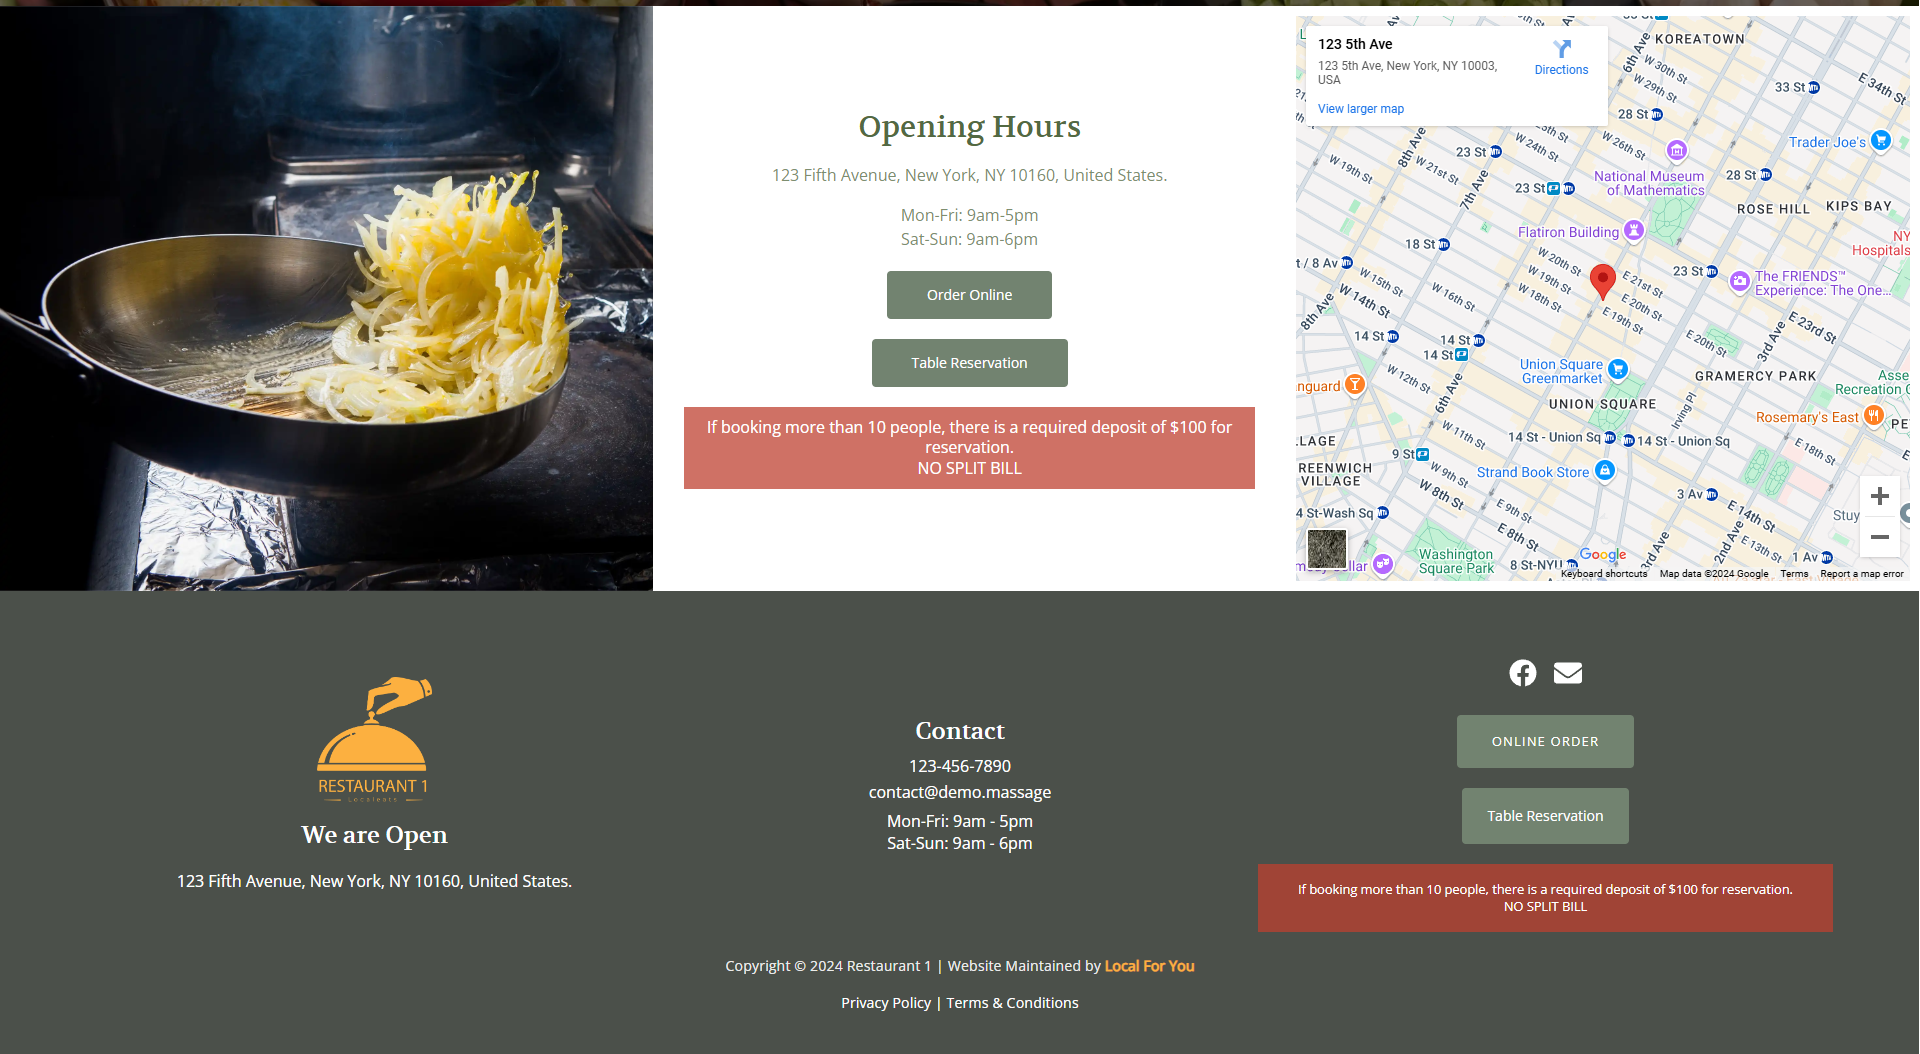 Opening Hours
123 Fifth Avenue, New York, NY 10160, United States.
Mon-Fri: 9am-5pm
Sat-Sun: 9am-6pm
Order Online
Table Reservation
If booking more than 10 people, there is a required deposit of $100 for
reservation.
NO SPLIT BILL
123 5th Ave
123 5th Ave, New York, NY 10003,
USA
Directions
View larger map
KOREATOWN
6th Ave
W 30th St
W 29th St
33 St
E 34th St
28 St
Trader Joe's
W 26th St
W 24th St
8th Ave
23 St
W 21st St
W 19th St
National Museum
of Mathematics
28 St
23 St
7th Ave
ROSE HILL
KIPS BAY
Flatiron Building
NY
Hospitals
18 St
t / 8 Av
W 20th St
W 19th St
W 18th St
E 21st St
E 20th St
E 19th St
23 St
The FRIENDS™
Experience: The One...
W 15th St
W 14th St
W 16th St
8th Ave
14 St
14 St
14 St
E 23rd St
3rd Ave
E 20th St
Union Square
Greenmarket
W 12th St
GRAMERCY PARK
Asse
Recreation C
nguard
6th Ave
UNION SQUARE
Irving Pl
Rosemary's East
PE
W 11th St
14 St - Union Sq
14 St - Union Sq
E 18th St
LLAGE
9 St
REENWICH
VILLAGE
W 9th St
Strand Book Store
W 8th St
3 Av
4 St-Wash Sq
E 9th St
E 8th St
E 14th St
Stuy
2nd Ave
E 13th St
Washington
Square Park
8 St-NYU
3rd Ave
1 Av
Google
Keyboard shortcuts
Map data ©2024 Google
Terms
Report a map error
RESTAURANT 1
We are Open
123 Fifth Avenue, New York, NY 10160, United States.
Contact
123-456-7890
contact@demo.massage
Mon-Fri: 9am - 5pm
Sat-Sun: 9am - 6pm
ONLINE ORDER
Table Reservation
If booking more than 10 people, there is a required deposit of $100 for reservation.
NO SPLIT BILL
Copyright © 2024 Restaurant 1 | Website Maintained by Local For You
Privacy Policy | Terms & Conditions